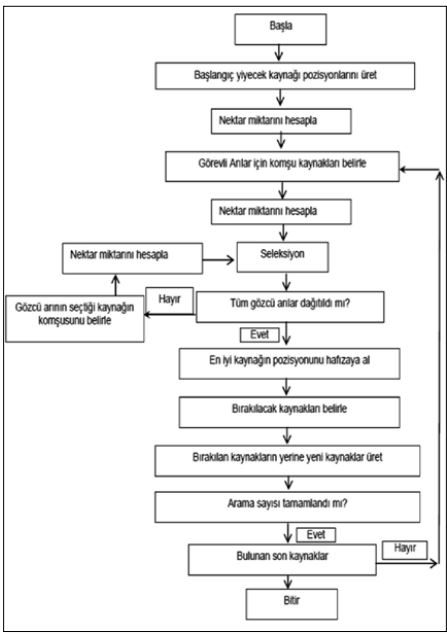 Başla
Başlangıç yiyecek kaynağı pozisyonlarını üret
Nektar miktarını hesapla
Görevli Arılar için komşu kaynakları belirle
Nektar miktarını hesapla
Nektar miktarını hesapla
Seleksiyon
Hayır
Tüm gözcü arılar dağıtıldı mı?
Gözcü arının seçtiği kaynağın
komşusunu belirle
Evet
En iyi kaynağın pozisyonunu hafızaya al
Bırakılacak kaynakları belirle
Bırakılan kaynakların yerine yeni kaynaklar üret
Arama sayısı tamamlandı mı?
Evet
Bulunan son kaynaklar
Hayır
Bitir